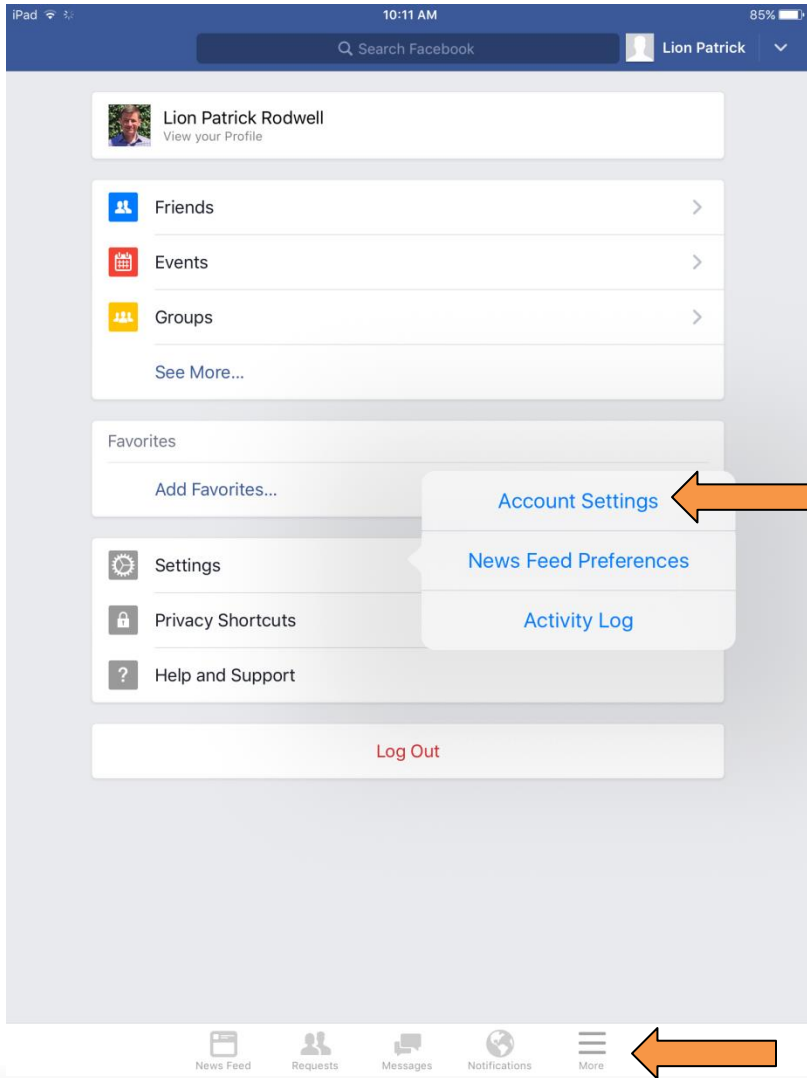 iPad 10:11 AM 85%
Search Facebook Lion Patrick
Lion Patrick Rodwell
View your Profile
Friends
Events
Groups
See More...
Favorites
Add Favorites...
Account Settings
Settings
News Feed Preferences
Privacy Shortcuts
Activity Log
? Help and Support
Log Out
News Feed Requests Messages Notifications More